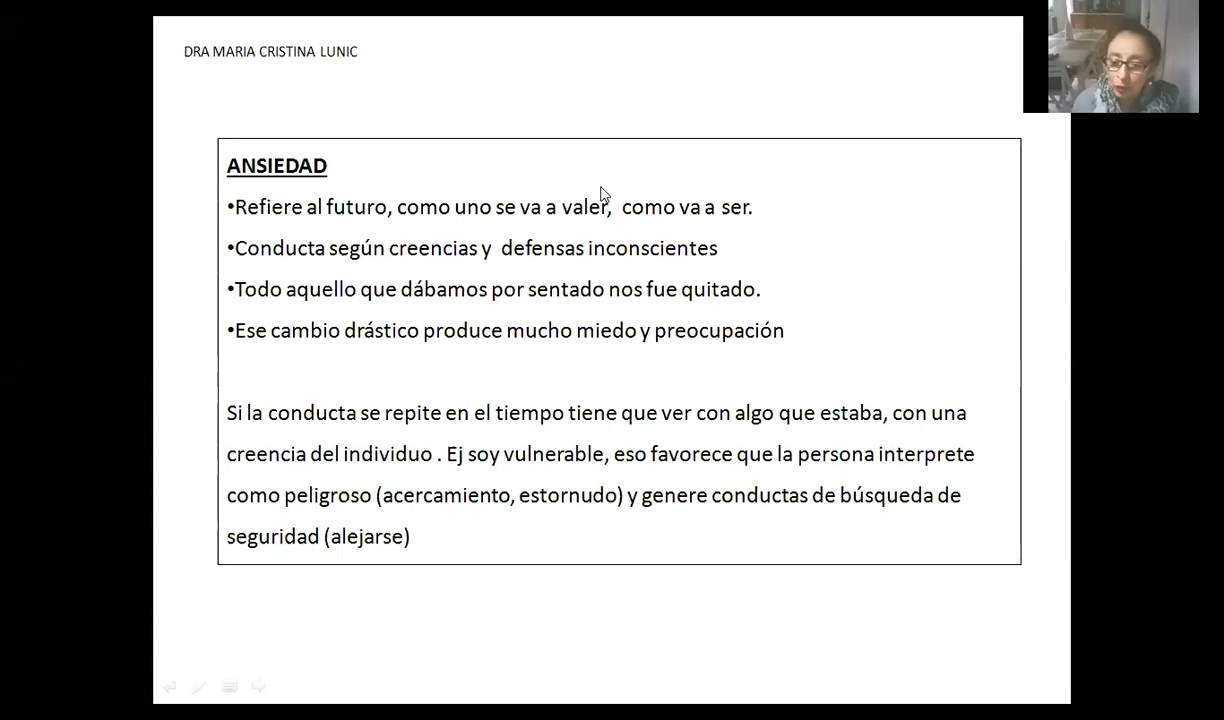 DRA MARIA CRISTINA LUNIC
ANSIEDAD
•Refiere al futuro, como uno se va a valer, como va a ser.
•Conducta según creencias y defensas inconscientes
•Todo aquello que dábamos por sentado nos fue quitado.
•Ese cambio drástico produce mucho miedo y preocupación
Si la conducta se repite en el tiempo tiene que ver con algo que estaba, con una
creencia del individuo . Ej soy vulnerable, eso favorece que la persona interprete
como peligroso (acercamiento, estornudo) y genere conductas de búsqueda de
seguridad (alejarse)